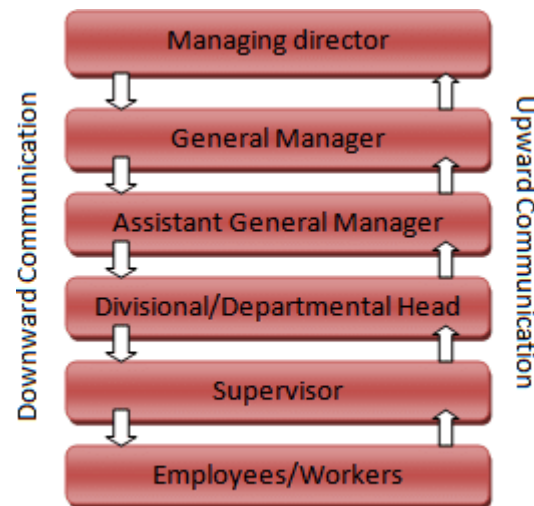 Managing director
General Manager
Assistant General Manager
Divisional/Departmental Head
Supervisor
Employees/Workers
Downward Communication
Upward Communication